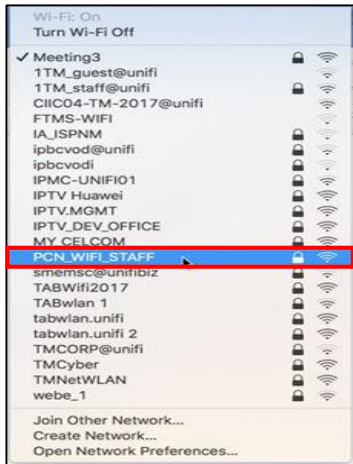 Wi-Fi: On
Turn Wi-Fi Off
✓ Meeting3
1TM_guest@unifi
1TM_staff@unifi
CIIC04-TM-2017@unifi
FTMS-WIFI
IA_ISPNM
ipbcvod@unifi
ipbcvodi
IPMC-UNIFI01
IPTV Huawei
IPTV.MGMT
IPTV_DEV_OFFICE
MY CELCOM
PCN_WIFI_STAFF
smemsc@unifibiz
TABWifi2017
TABwlan 1
tabwlan.unifi
tabwlan.unifi 2
TMCORP@unifi
TMCyber
TMNetWLAN
webe_1
Join Other Network...
Create Network...
Open Network Preferences...